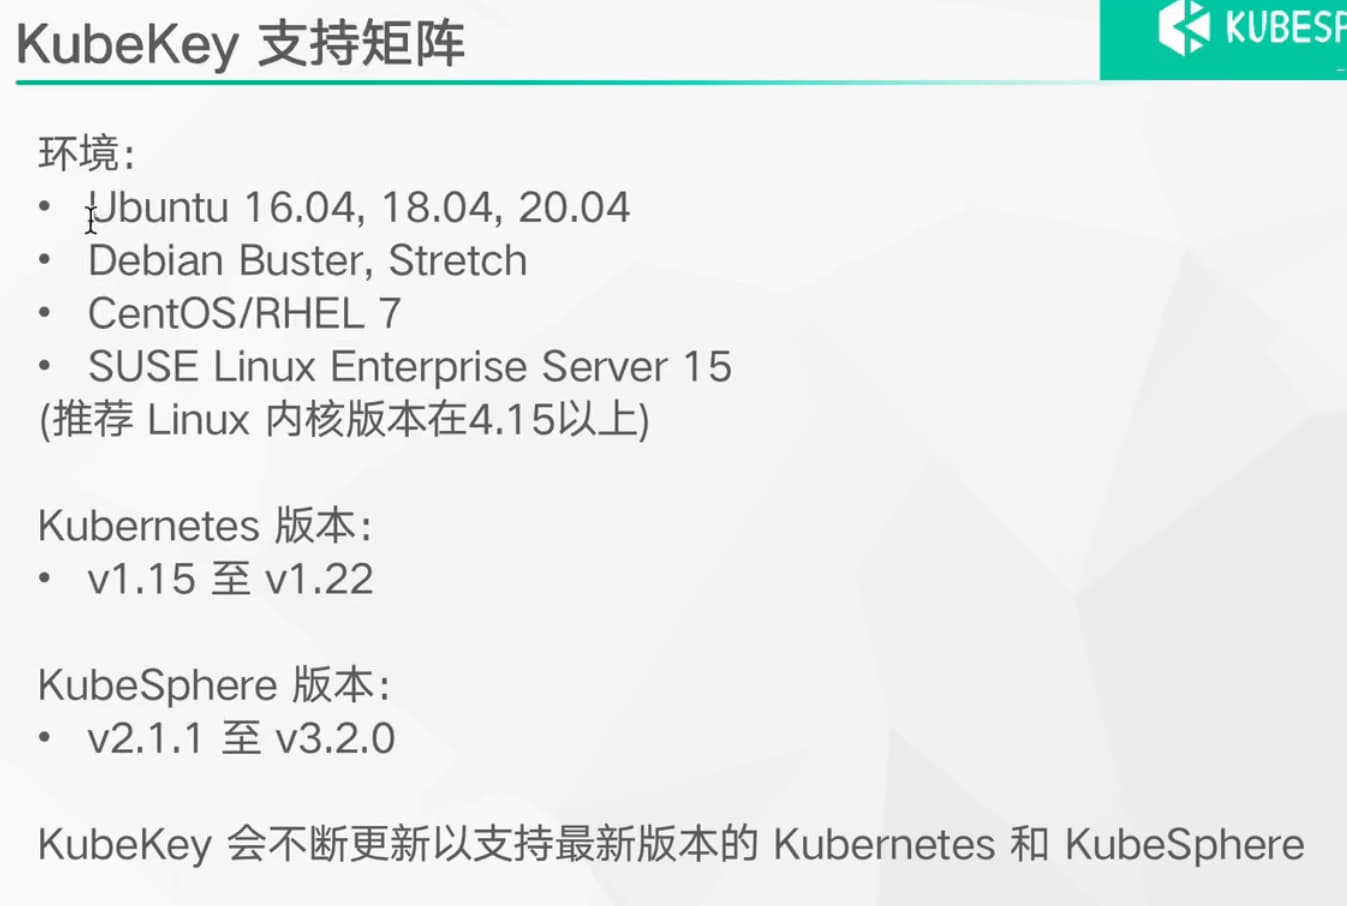 KubeKey 支持矩阵
环境:
• Ubuntu 16.04, 18.04, 20.04
• Debian Buster, Stretch
• CentOS/RHEL 7
• SUSE Linux Enterprise Server 15
(推荐 Linux 内核版本在4.15以上)
Kubernetes 版本:
• v1.15 至 v1.22
KubeSphere 版本:
• v2.1.1 至 v3.2.0
KubeKey 会不断更新以支持最新版本的 Kubernetes 和 KubeSphere